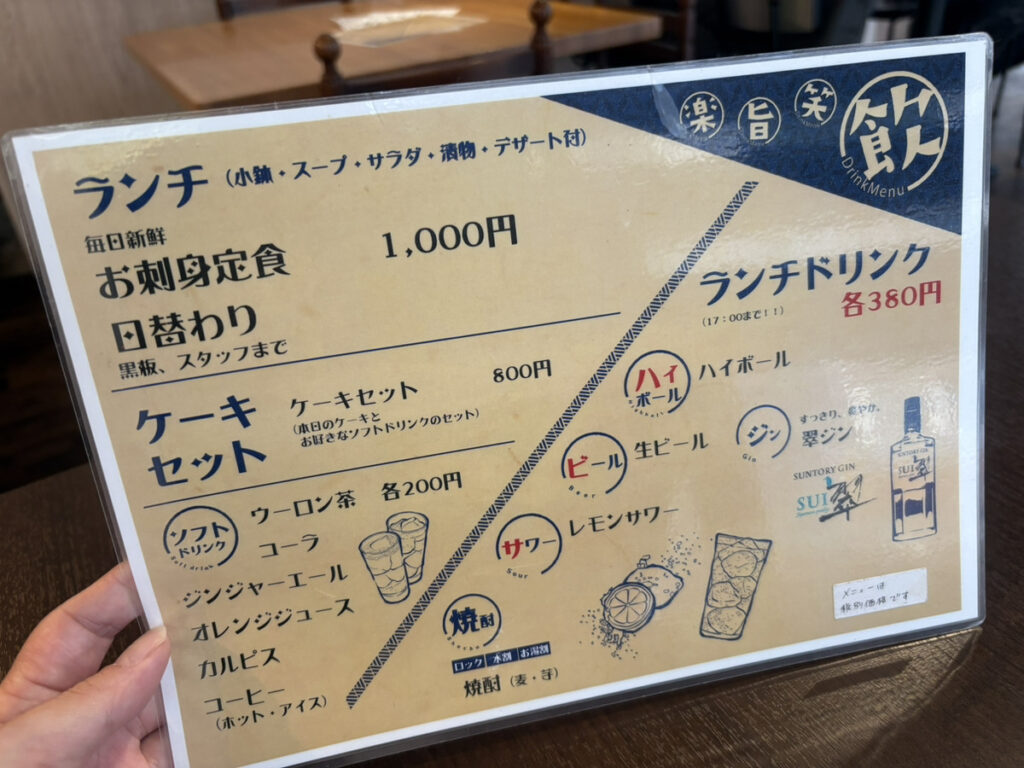 楽 旨 笑 飲
DrinkMenu
ランチ (小鉢・スープ・サラダ・漬物・デザート付)
毎日新鮮
お刺身定食 1,000円
日替わり
黒板、スタッフまで
ケーキ
セット
ケーキセット 800円
(本日のケーキと
お好きなソフトドリンクのセット)
ソフト
ドリンク
Soft drink
ウーロン茶 各200円
コーラ
ジンジャーエール
オレンジジュース
カルピス
コーヒー
(ホット・アイス)
ランチドリンク
(17:00まで!!) 各380円
ハイ
ボール
ハイボール
ビール
Beer
生ビール
ジン
Gin
すっきり、爽やか。
翠ジン
SUNTORY GIN
SUI 翠
SUNTORY GIN
SUI 翠
サワー
Sour
レモンサワー
焼酎
ロック 水割 お湯割
焼酎 (麦・芋)
メニューは
税別価格です